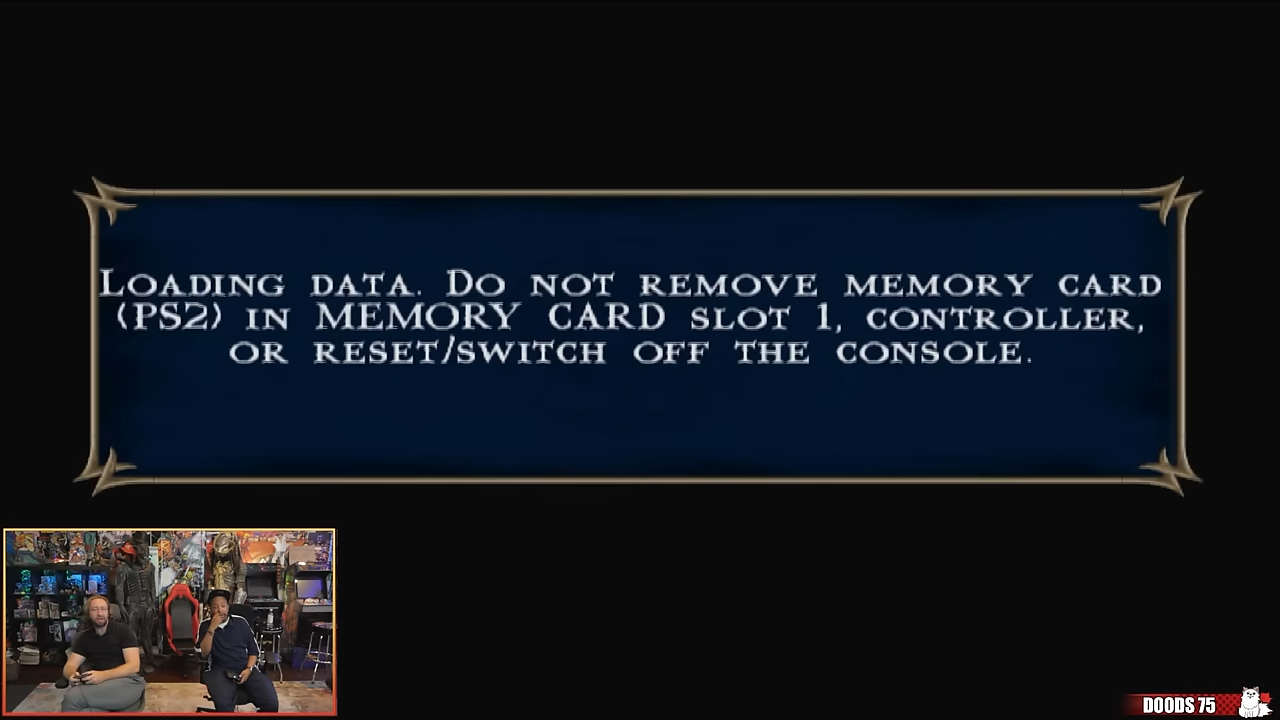 Loading data. Do not remove memory card
(PS2) in MEMORY CARD slot 1, controller,
or reset/switch off the console.
DOODS 75